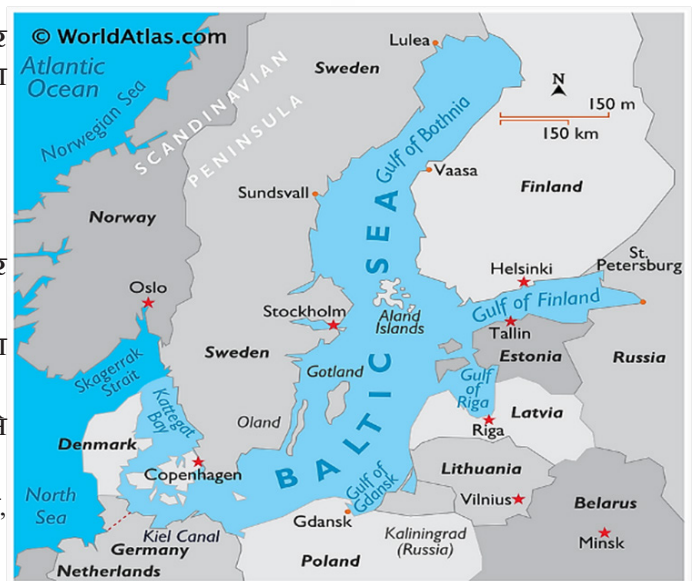 © WorldAtlas.com
Atlantic
Ocean
Norwegian Sea
SCANDINAVIAN
PENINSULA
Sweden
Lulea
Gulf of Bothnia
N
150 m
150 km
Vaasa
Finland
Sundsvall
Norway
Oslo
Stockholm
Sweden
Aland
Islands
Helsinki
St.
Petersburg
Gulf of Finland
Tallin
Estonia
Russia
Skagerrak
Strait
Kattegat
Bay
Gotland
Oland
Gulf
of
Riga
Riga
Latvia
Denmark
Copenhagen
BALTIC SEA
Gulf of
Gdansk
Lithuania
Vilnius
Belarus
Minsk
North
Sea
Kiel Canal
Germany
Netherlands
Gdansk
Poland
Kaliningrad
(Russia)